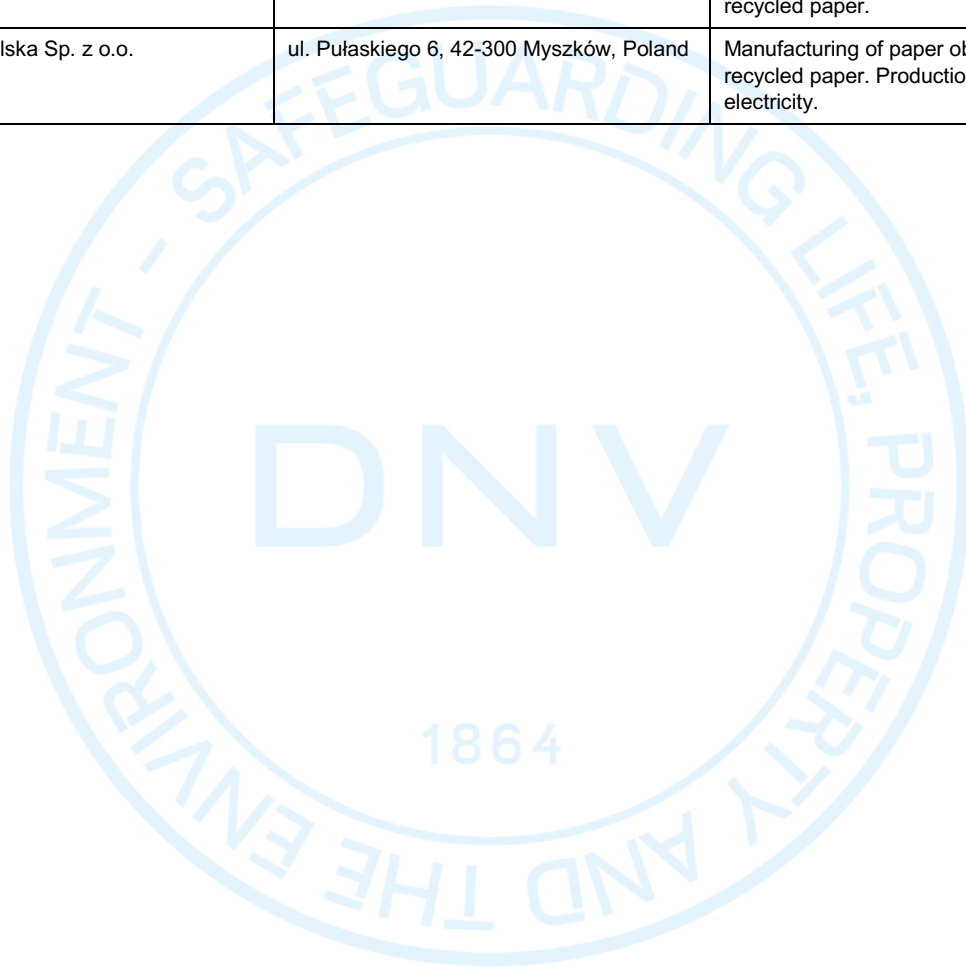 recycled paper.
lska Sp. z o.o.
ul. Pułaskiego 6, 42-300 Myszków, Poland
Manufacturing of paper ob
recycled paper. Productio
electricity.
SAFEGUARDING LIFE, PROPERTY AND THE ENVIRONMENT -
DNV
1864